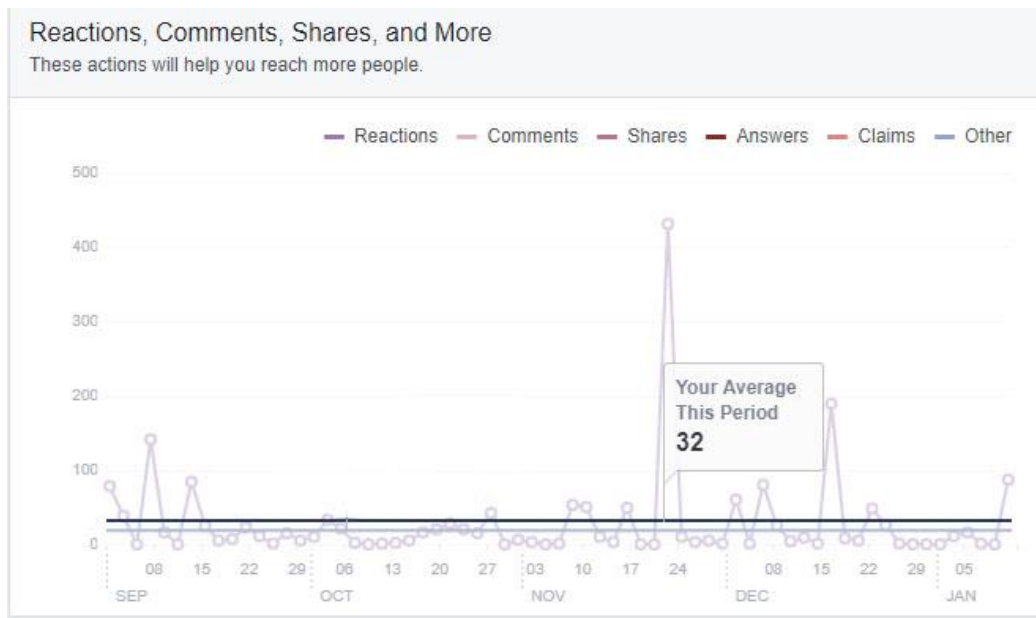 Reactions, Comments, Shares, and More
These actions will help you reach more people.
Reactions Comments Shares Answers Claims Other
500
400
300
200
100
0
Your Average
This Period
32
08 15 22 29 06 13 20 27 03 10 17 24 08 15 22 29 05
SEP OCT NOV DEC JAN